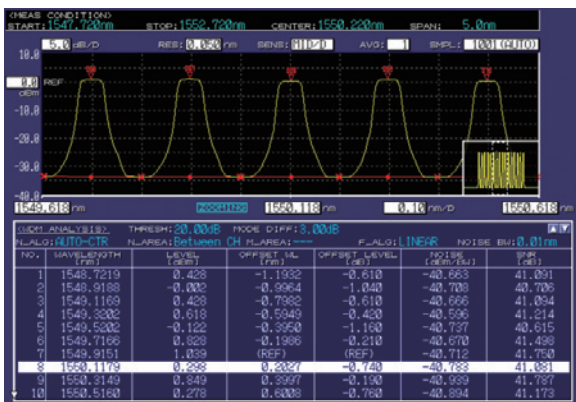 <MEAS CONDITION>
START: 1547.720nm STOP: 1552.720nm CENTER: 1550.220nm SPAN: 5.0nm
5.0 dB/D RES: 0.050 nm SENS: MID/D AVG: 1 SMPL: 1001 (AUTO)
10.0
0.0 REF
dBm
-10.0
-20.0
-30.0
-40.0
1549.618 nm 1550.118 nm 0.10 nm/D 1550.618 nm
<WDM ANALYSIS> THRESH: 20.00dB MODE DIFF: 3.00dB
N_ALG: AUTO-CTR N_AREA: Between CH M_AREA: --- F_ALG: LINEAR NOISE BW: 0.01nm
NO. WAVELENGTH LEVEL OFFSET WL OFFSET LEVEL NOISE SNR
[nm] [dBm] [nm] [dB] [dBm/BW] [dB]
1 1548.7219 0.428 -1.1932 -0.610 -40.663 41.091
2 1548.9188 -0.002 -0.9964 -1.040 -40.708 40.706
3 1549.1169 0.428 -0.7982 -0.610 -40.666 41.094
4 1549.3202 0.618 -0.5949 -0.420 -40.596 41.214
5 1549.5202 -0.122 -0.3950 -1.160 -40.737 40.615
6 1549.7166 0.828 -0.1986 -0.210 -40.670 41.498
7 1549.9151 1.039 (REF) (REF) -40.712 41.750
8 1550.1179 0.298 0.2027 -0.740 -40.783 41.081
9 1550.3149 0.849 0.3997 -0.190 -40.939 41.787
10 1550.5160 0.278 0.6008 -0.760 -40.894 41.173